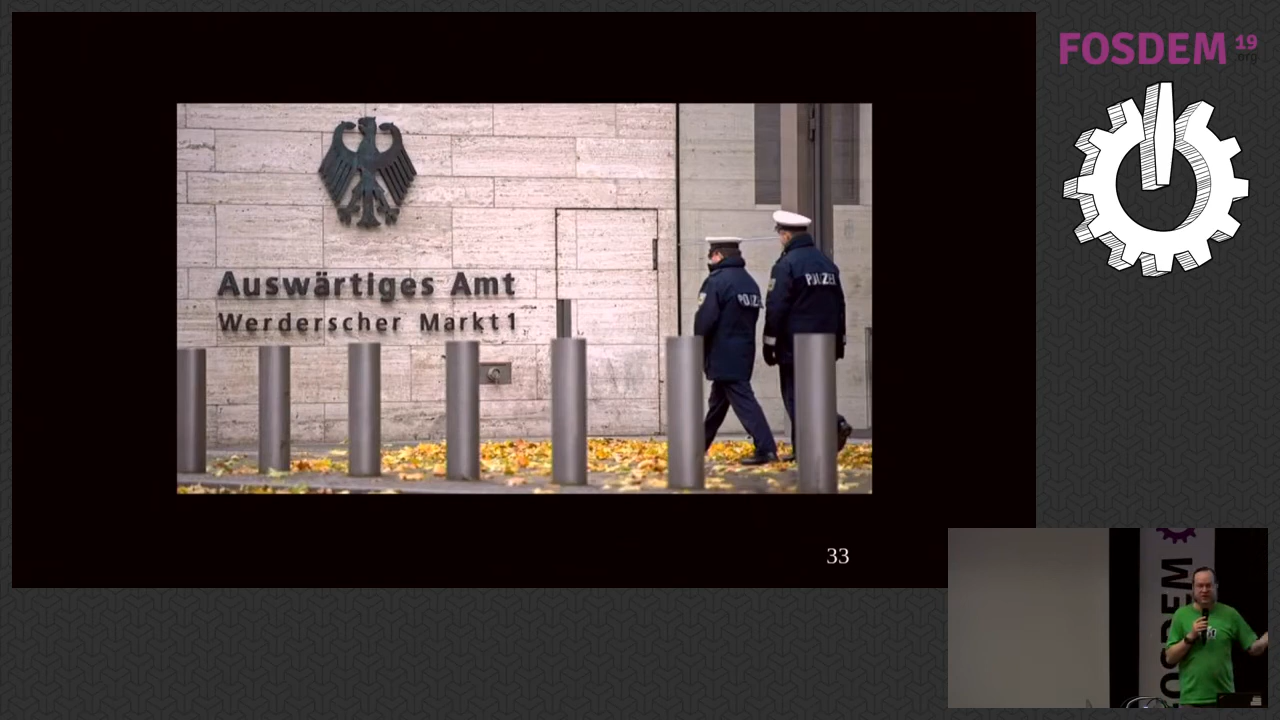 FOSDEM 19
.org
Auswärtiges Amt
Werderscher Markt 1
POLIZEI
POLIZEI
33
FOSDEM